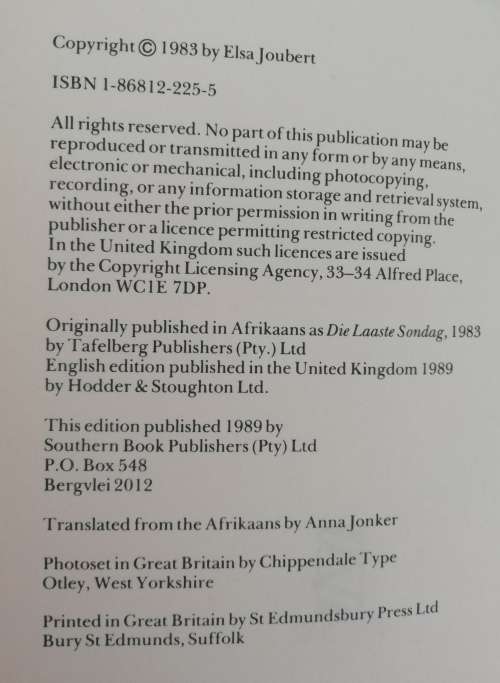 Copyright © 1983 by Elsa Joubert
ISBN 1-86812-225-5
All rights reserved. No part of this publication may be
reproduced or transmitted in any form or by any means,
electronic or mechanical, including photocopying,
recording, or any information storage and retrieval system,
without either the prior permission in writing from the
publisher or a licence permitting restricted copying.
In the United Kingdom such licences are issued
by the Copyright Licensing Agency, 33–34 Alfred Place,
London WC1E 7DP.
Originally published in Afrikaans as Die Laaste Sondag, 1983
by Tafelberg Publishers (Pty.) Ltd
English edition published in the United Kingdom 1989
by Hodder & Stoughton Ltd.
This edition published 1989 by
Southern Book Publishers (Pty) Ltd
P.O. Box 548
Bergvlei 2012
Translated from the Afrikaans by Anna Jonker
Photoset in Great Britain by Chippendale Type
Otley, West Yorkshire
Printed in Great Britain by St Edmundsbury Press Ltd
Bury St Edmunds, Suffolk